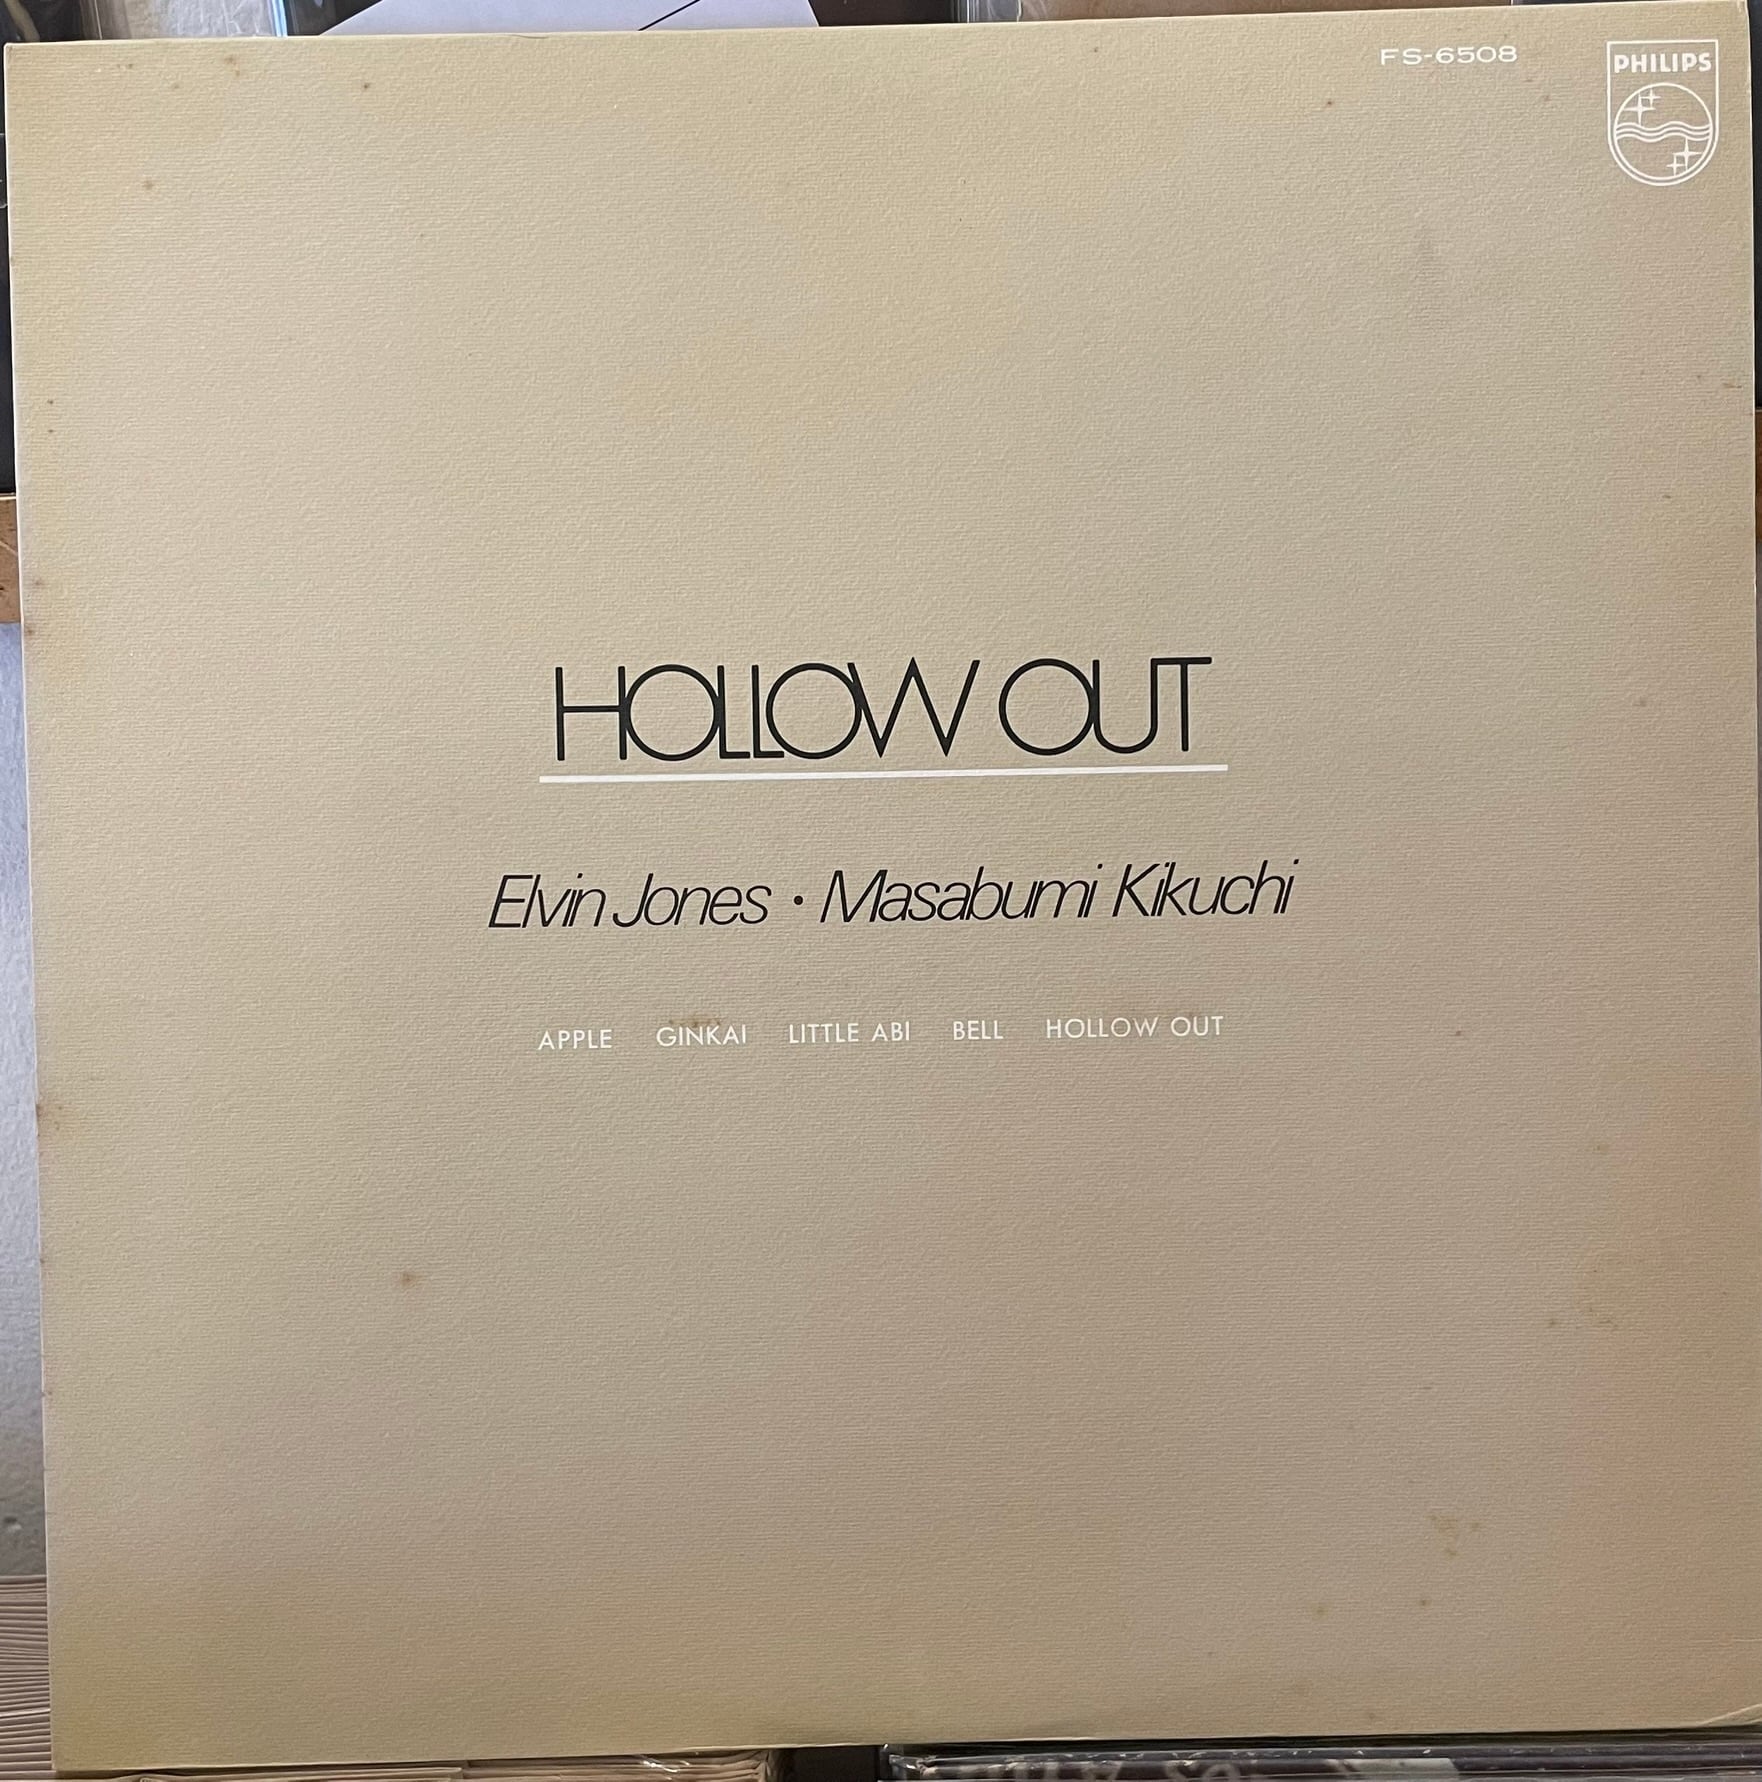 FS-6508
PHILIPS
HOLLOW OUT
Elvin Jones · Masabumi Kikuchi
APPLE GINKAI LITTLE ABI BELL HOLLOW OUT